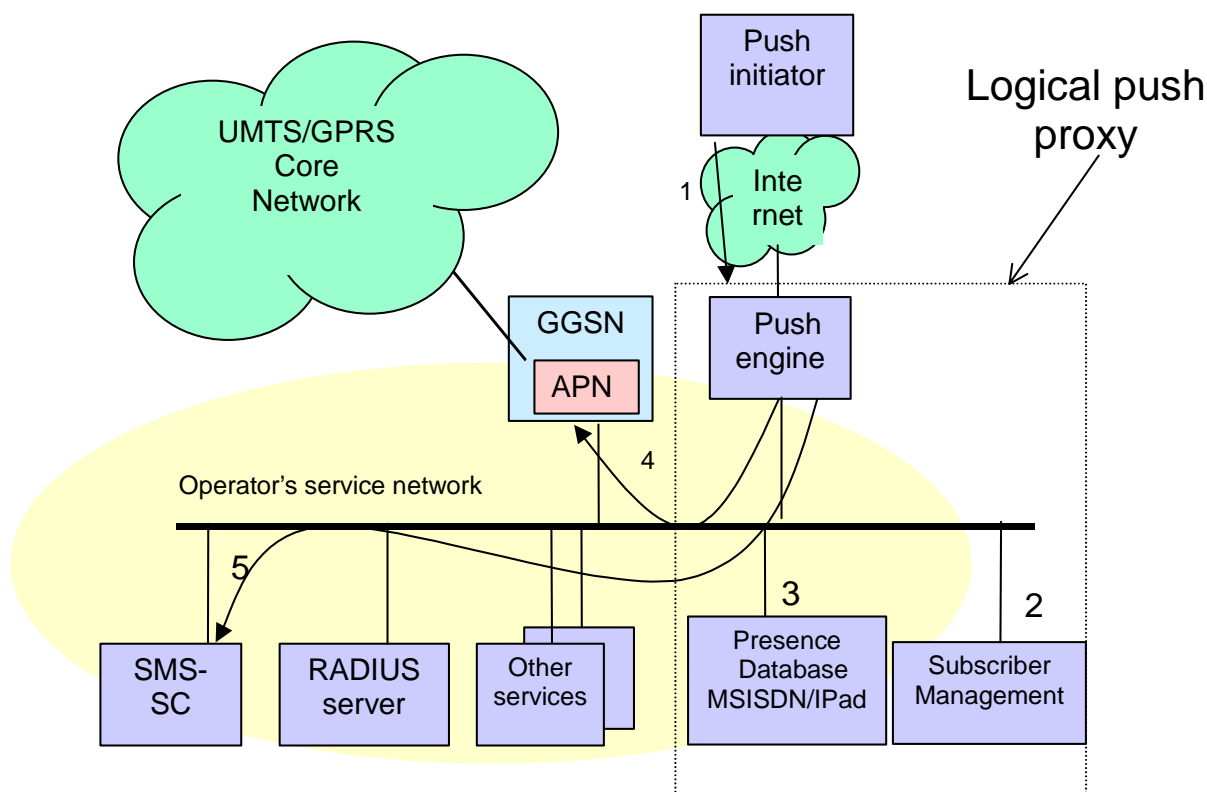 Push
initiator
Logical push
proxy
UMTS/GPRS
Core
Network
1
Inte
rnet
GGSN
APN
Push
engine
4
Operator's service network
5
3
2
SMS-
SC
RADIUS
server
Other
services
Presence
Database
MSISDN/IPad
Subscriber
Management